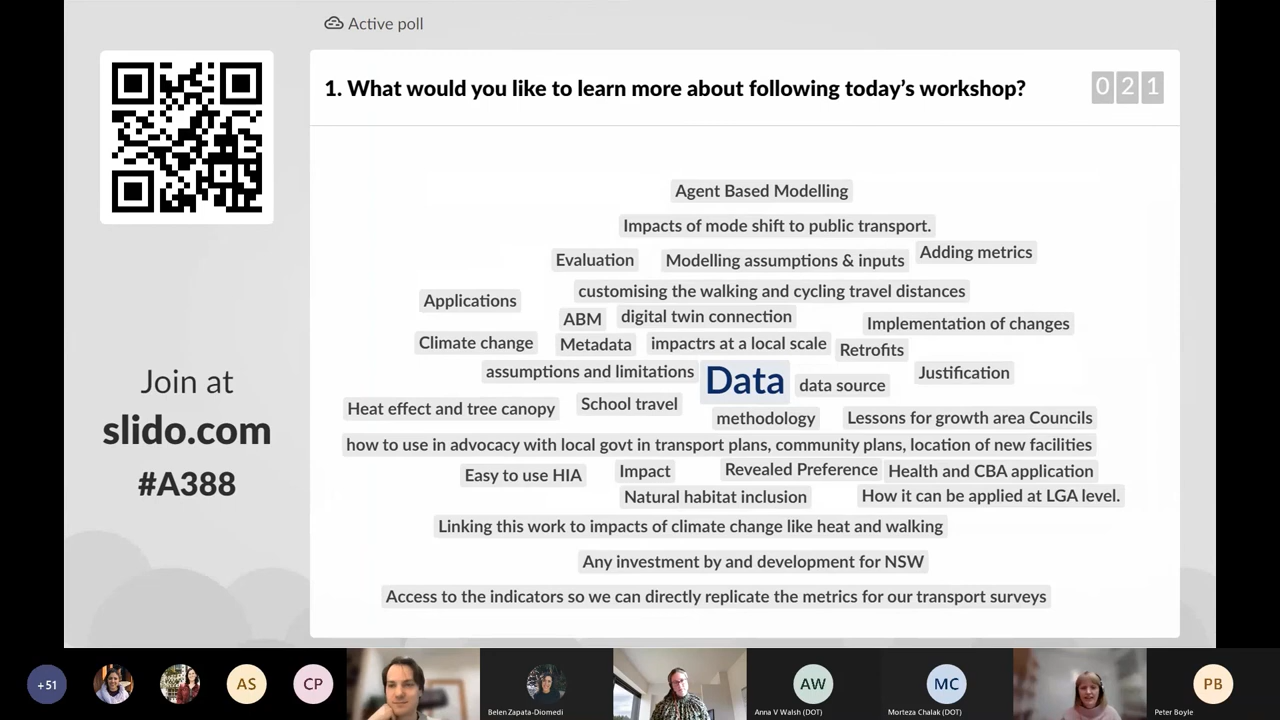 Active poll
1. What would you like to learn more about following today's workshop?
021
Agent Based Modelling
Impacts of mode shift to public transport.
Evaluation
Modelling assumptions & inputs
Adding metrics
customising the walking and cycling travel distances
Applications
ABM
digital twin connection
Implementation of changes
Climate change
Metadata
impactrs at a local scale
Retrofits
assumptions and limitations
Data
data source
Justification
Heat effect and tree canopy
School travel
methodology
Lessons for growth area Councils
how to use in advocacy with local govt in transport plans, community plans, location of new facilities
Easy to use HIA
Impact
Revealed Preference
Health and CBA application
Natural habitat inclusion
How it can be applied at LGA level.
Linking this work to impacts of climate change like heat and walking
Any investment by and development for NSW
Access to the indicators so we can directly replicate the metrics for our transport surveys
Join at
slido.com
#A388
+51
AS
CP
Belen Zapata-Diomedi
AW
Anna V Walsh (DOT)
MC
Morteza Chalak (DOT)
PB
Peter Boyle